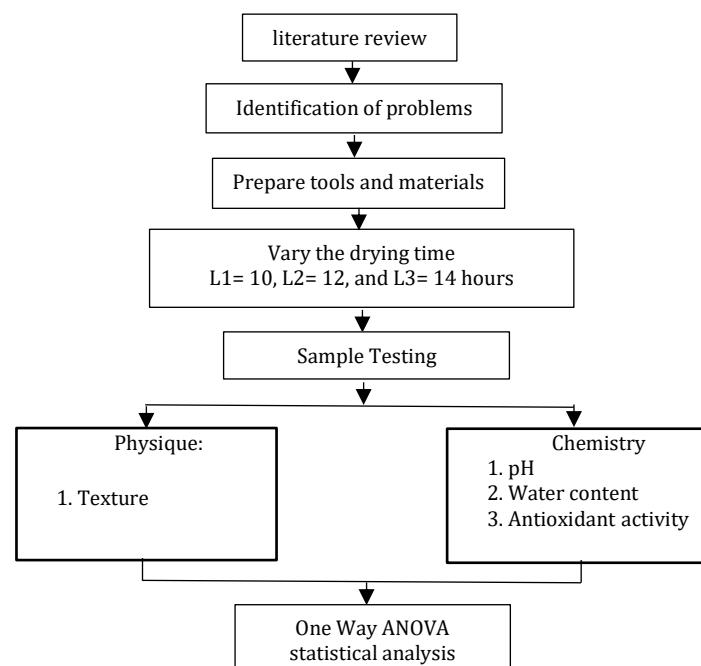 literature review
Identification of problems
Prepare tools and materials
Vary the drying time
L1= 10, L2= 12, and L3= 14 hours
Sample Testing
Physique:
1. Texture
Chemistry
1. pH
2. Water content
3. Antioxidant activity
One Way ANOVA
statistical analysis